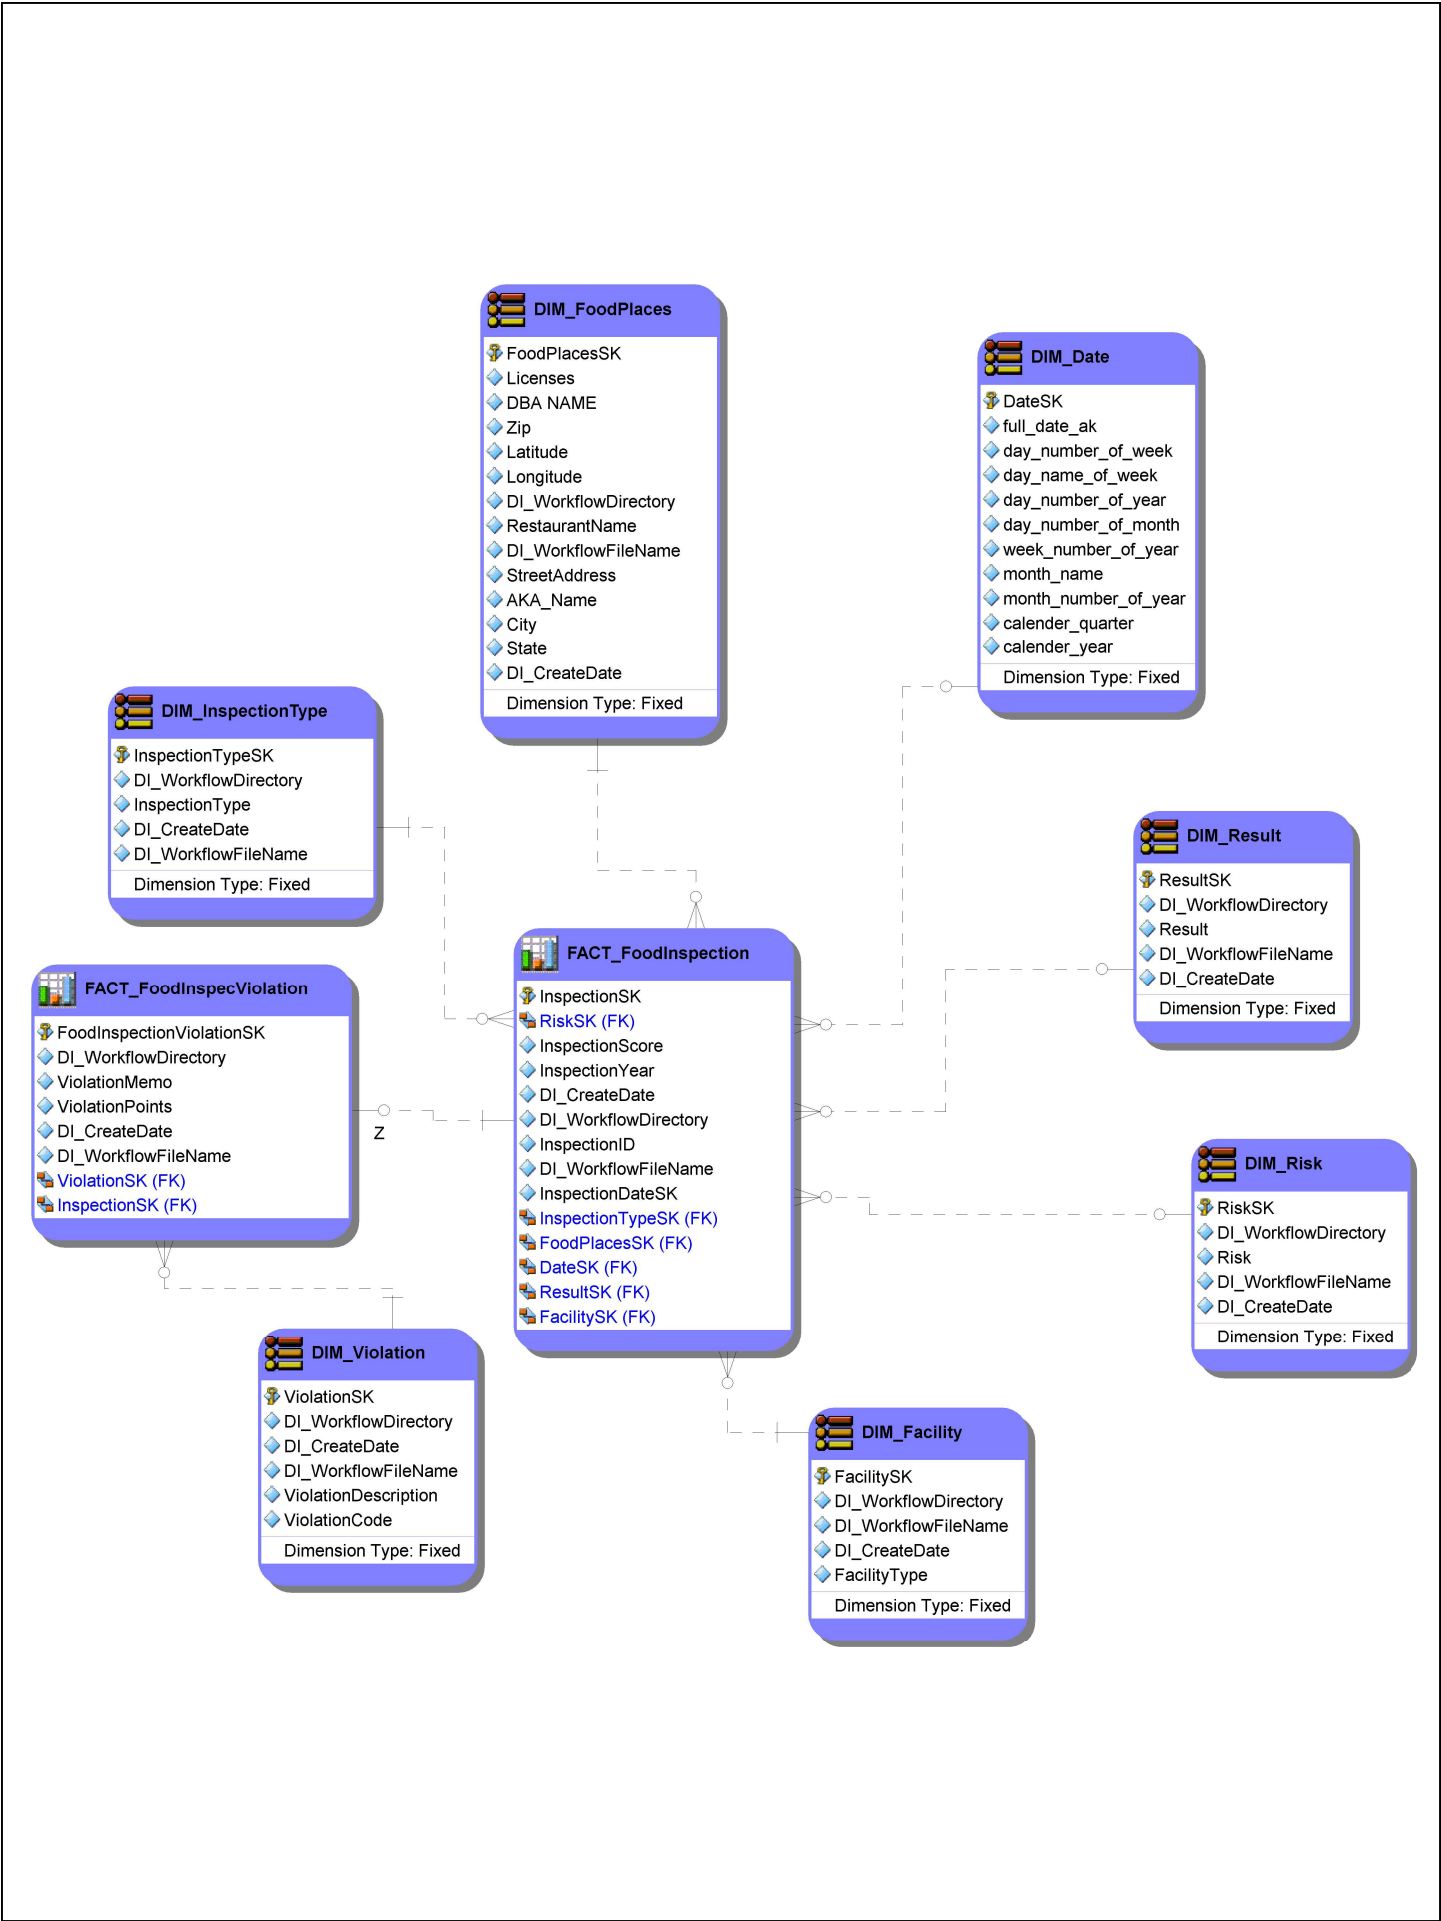 DIM_FoodPlaces
FoodPlacesSK
Licenses
DBA NAME
Zip
Latitude
Longitude
DI_WorkflowDirectory
RestaurantName
DI_WorkflowFileName
StreetAddress
AKA_Name
City
State
DI_CreateDate
Dimension Type: Fixed
DIM_Date
DateSK
full_date_ak
day_number_of_week
day_name_of_week
day_number_of_year
day_number_of_month
week_number_of_year
month_name
month_number_of_year
calender_quarter
calender_year
Dimension Type: Fixed
DIM_InspectionType
InspectionTypeSK
DI_WorkflowDirectory
InspectionType
DI_CreateDate
DI_WorkflowFileName
Dimension Type: Fixed
DIM_Result
ResultSK
DI_WorkflowDirectory
Result
DI_WorkflowFileName
DI_CreateDate
Dimension Type: Fixed
FACT_FoodInspecViolation
FoodInspectionViolationSK
DI_WorkflowDirectory
ViolationMemo
ViolationPoints
DI_CreateDate
DI_WorkflowFileName
ViolationSK (FK)
InspectionSK (FK)
Z
FACT_FoodInspection
InspectionSK
RiskSK (FK)
InspectionScore
InspectionYear
DI_CreateDate
DI_WorkflowDirectory
InspectionID
DI_WorkflowFileName
InspectionDateSK
InspectionTypeSK (FK)
FoodPlacesSK (FK)
DateSK (FK)
ResultSK (FK)
FacilitySK (FK)
DIM_Risk
RiskSK
DI_WorkflowDirectory
Risk
DI_WorkflowFileName
DI_CreateDate
Dimension Type: Fixed
DIM_Violation
ViolationSK
DI_WorkflowDirectory
DI_CreateDate
DI_WorkflowFileName
ViolationDescription
ViolationCode
Dimension Type: Fixed
DIM_Facility
FacilitySK
DI_WorkflowDirectory
DI_WorkflowFileName
DI_CreateDate
FacilityType
Dimension Type: Fixed